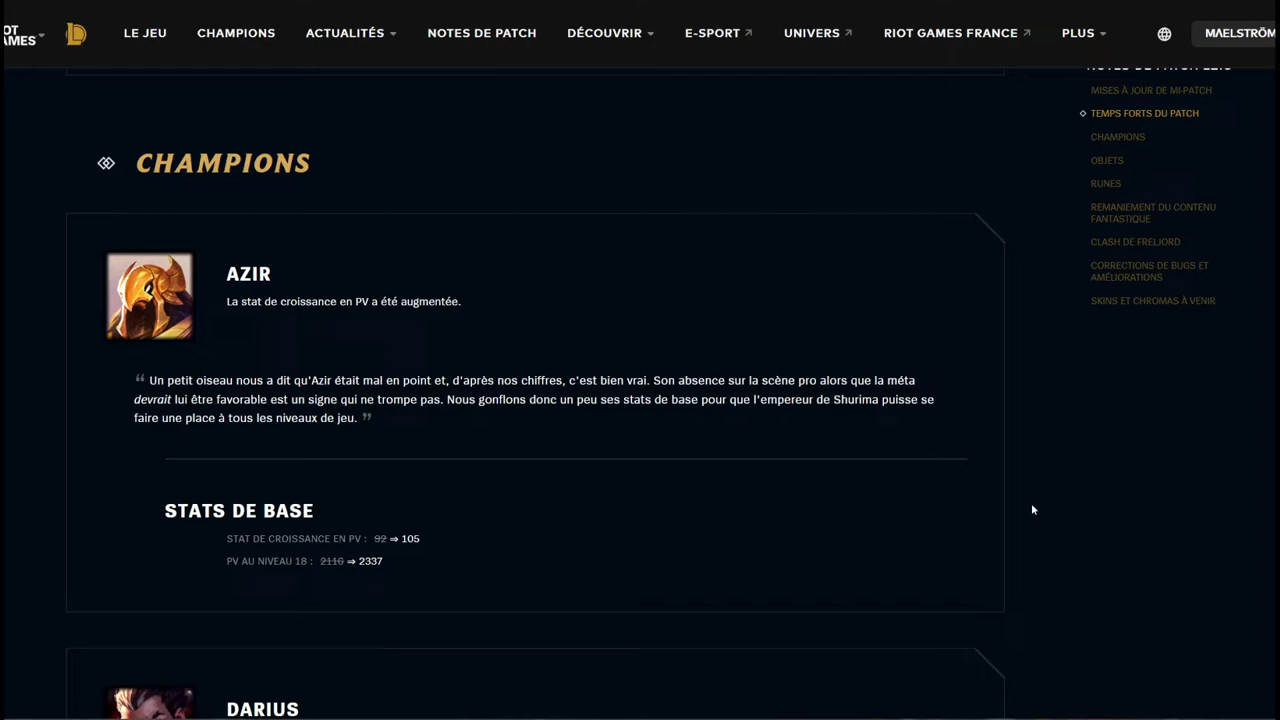 LE JEU CHAMPIONS ACTUALITÉS NOTES DE PATCH DÉCOUVRIR E-SPORT UNIVERS RIOT GAMES FRANCE PLUS MAELSTRÖM
MISES À JOUR DE MI-PATCH
TEMPS FORTS DU PATCH
CHAMPIONS
OBJETS
RUNES
REMANIEMENT DU CONTENU
FANTASTIQUE
CLASH DE FRELJORD
CORRECTIONS DE BUGS ET
AMÉLIORATIONS
SKINS ET CHROMAS À VENIR
CHAMPIONS
AZIR
La stat de croissance en PV a été augmentée.
“ Un petit oiseau nous a dit qu'Azir était mal en point et, d'après nos chiffres, c'est bien vrai. Son absence sur la scène pro alors que la méta
devrait lui être favorable est un signe qui ne trompe pas. Nous gonflons donc un peu ses stats de base pour que l'empereur de Shurima puisse se
faire une place à tous les niveaux de jeu. ”
STATS DE BASE
STAT DE CROISSANCE EN PV : 92 ⇒ 105
PV AU NIVEAU 18 : 2116 ⇒ 2337
DARIUS